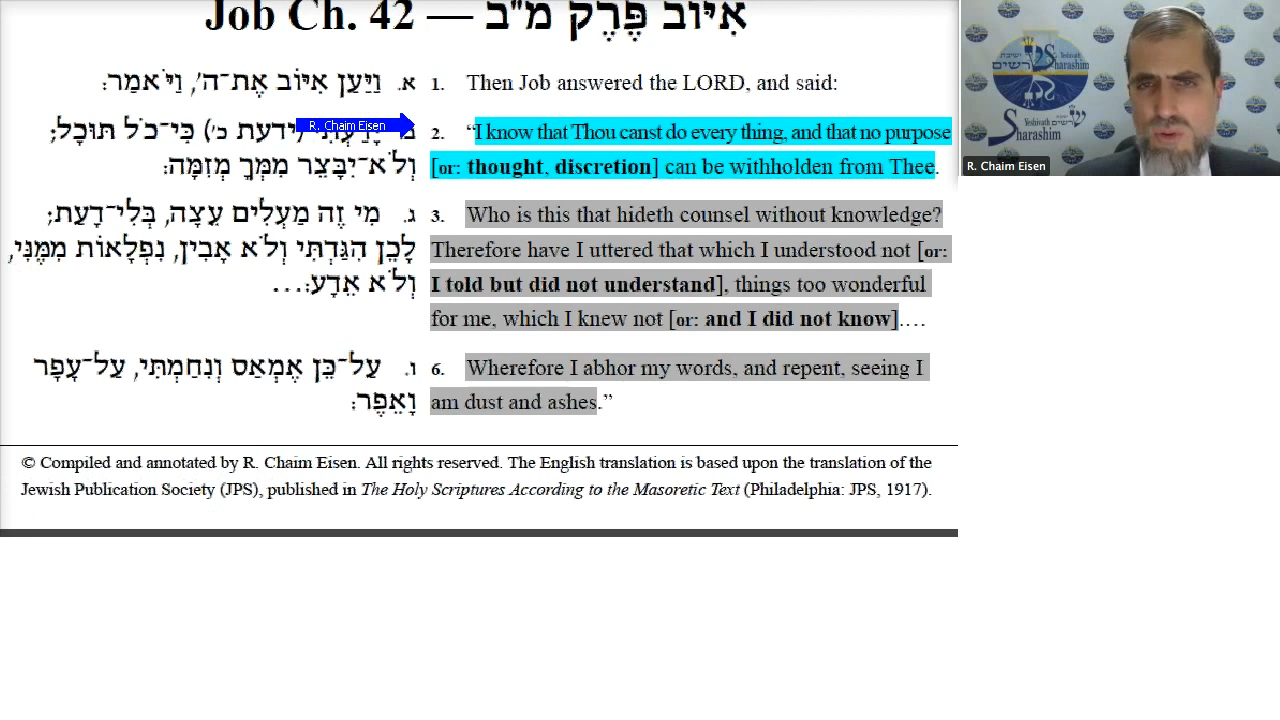 Job Ch. 42 — אִיּוֹב פֶּרֶק מ"ב
א. וַיַּעַן אִיּוֹב אֶת־ה', וַיֹּאמַר:
1. Then Job answered the LORD, and said:
(ידעת כ') כִּי־כֹל תּוּכָל;
R. Chaim Eisen
וְלֹא־יִבָּצֵר מִמְּךָ מְזִמָּה:
2. “I know that Thou canst do every thing, and that no purpose
[or: thought, discretion] can be withholden from Thee.
ג. מִי זֶה מַעְלִים עֵצָה, בְּלִי־דָעַת;
לָכֵן הִגַּדְתִּי וְלֹא אָבִין, נִפְלָאוֹת מִמֶּנִּי,
וְלֹא אֵדָע:...
3. Who is this that hideth counsel without knowledge?
Therefore have I uttered that which I understood not [or:
I told but did not understand], things too wonderful
for me, which I knew not [or: and I did not know]….
ו. עַל־כֵּן אֶמְאַס וְנִחַמְתִּי, עַל־עָפָר
וָאֵפֶר:
6. Wherefore I abhor my words, and repent, seeing I
am dust and ashes.”
© Compiled and annotated by R. Chaim Eisen. All rights reserved. The English translation is based upon the translation of the
Jewish Publication Society (JPS), published in The Holy Scriptures According to the Masoretic Text (Philadelphia: JPS, 1917).
Yeshivath
Sharashim
R. Chaim Eisen